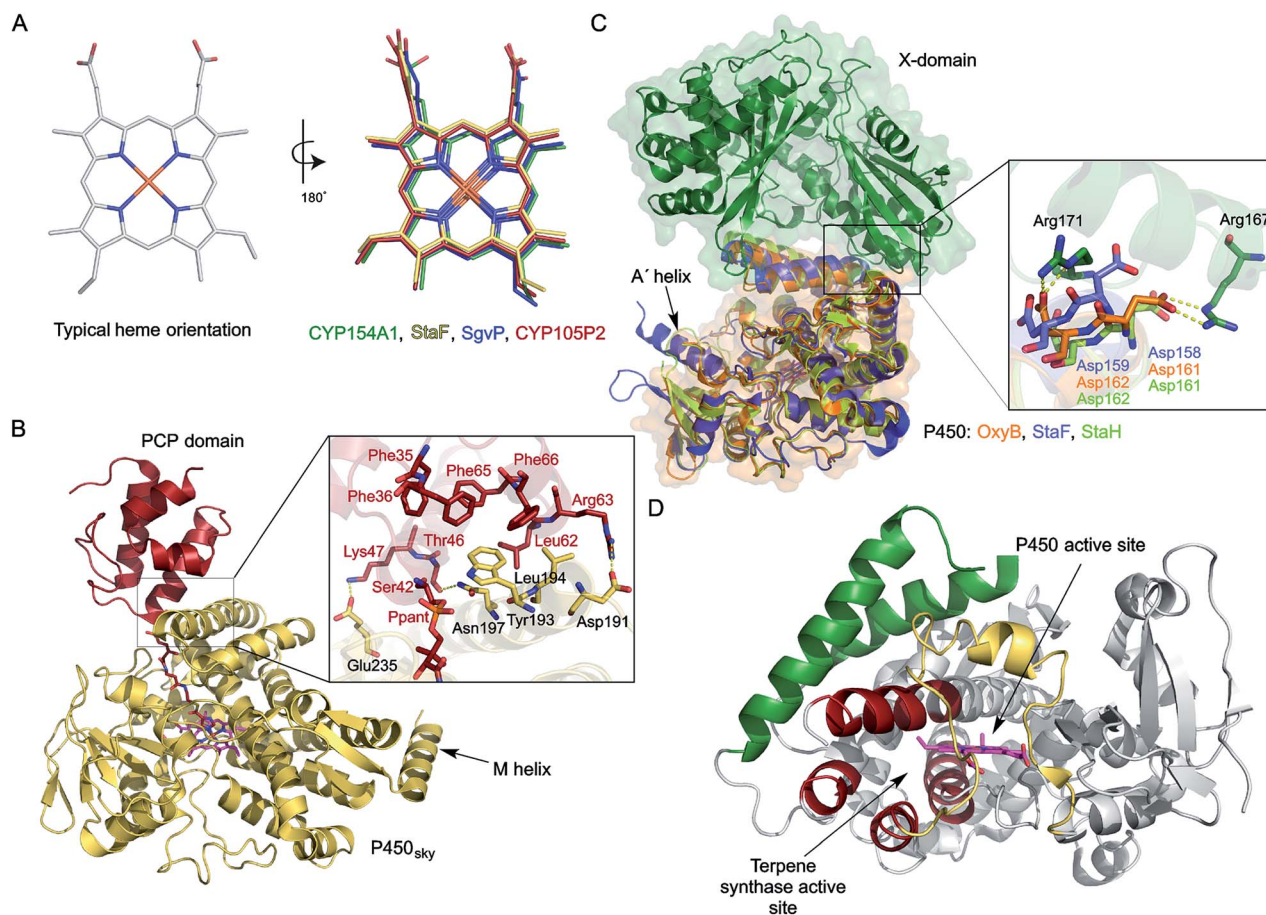 A
180°
Typical heme orientation
CYP154A1, StaF, SgvP, CYP105P2
B
PCP domain
Phe35
Phe36
Phe65
Phe66
Arg63
Lys47
Thr46
Leu62
Ser42
Leu194
Ppant
Asn197
Tyr193
Asp191
Glu235
M helix
P450sky
C
X-domain
A´ helix
Arg171
Arg167
Asp159
Asp158
Asp162
Asp161
Asp162
Asp161
P450: OxyB, StaF, StaH
D
P450 active site
Terpene
synthase active
site